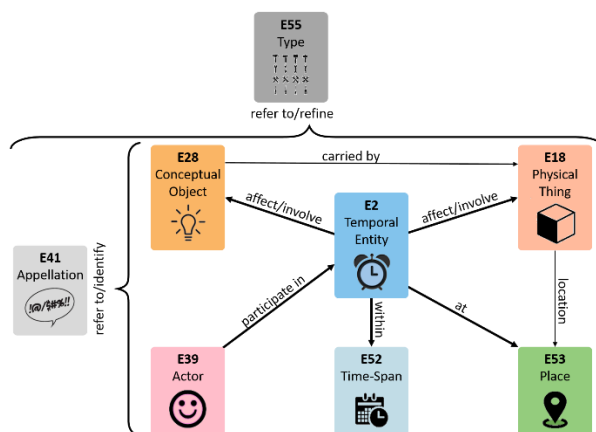 E55
Type
refer to/refine
E28
Conceptual
Object
carried by
E18
Physical
Thing
affect/involve
E2
Temporal
Entity
affect/involve
E41
Appellation
!@/$#%!!
refer to/identify
participate in
within
at
location
E39
Actor
E52
Time-Span
E53
Place